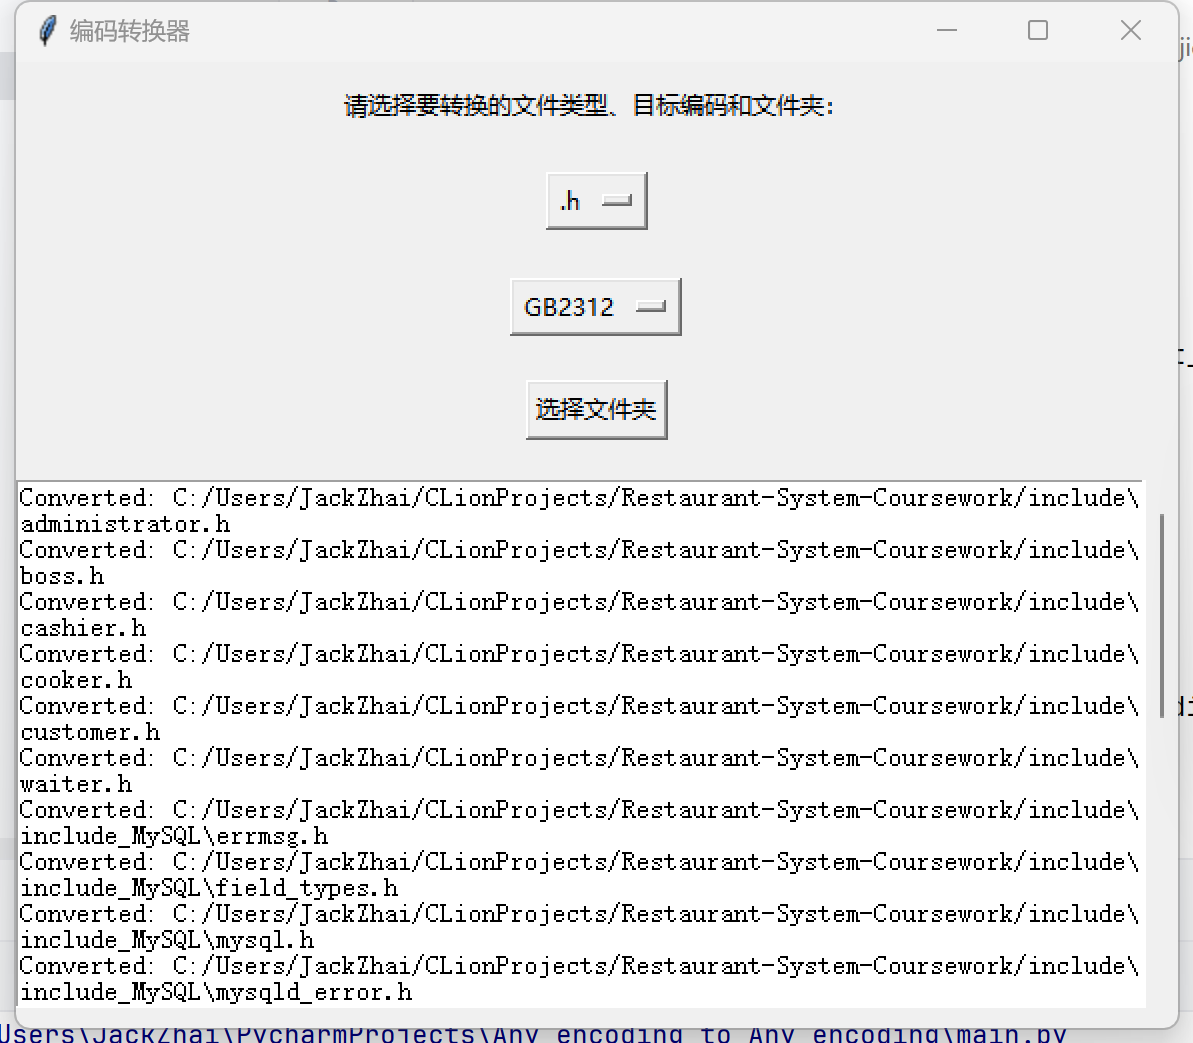 编码转换器
请选择要转换的文件类型、目标编码和文件夹：
.h
GB2312
选择文件夹
Converted: C:/Users/JackZhai/CLionProjects/Restaurant-System-Coursework/include\
administrator.h
Converted: C:/Users/JackZhai/CLionProjects/Restaurant-System-Coursework/include\
boss.h
Converted: C:/Users/JackZhai/CLionProjects/Restaurant-System-Coursework/include\
cashier.h
Converted: C:/Users/JackZhai/CLionProjects/Restaurant-System-Coursework/include\
cooker.h
Converted: C:/Users/JackZhai/CLionProjects/Restaurant-System-Coursework/include\
customer.h
Converted: C:/Users/JackZhai/CLionProjects/Restaurant-System-Coursework/include\
waiter.h
Converted: C:/Users/JackZhai/CLionProjects/Restaurant-System-Coursework/include\
include_MySQL\errmsg.h
Converted: C:/Users/JackZhai/CLionProjects/Restaurant-System-Coursework/include\
include_MySQL\field_types.h
Converted: C:/Users/JackZhai/CLionProjects/Restaurant-System-Coursework/include\
include_MySQL\mysql.h
Converted: C:/Users/JackZhai/CLionProjects/Restaurant-System-Coursework/include\
include_MySQL\mysqld_error.h
Users\JackZhai\PycharmProjects\Any encoding to Any encoding\main.py